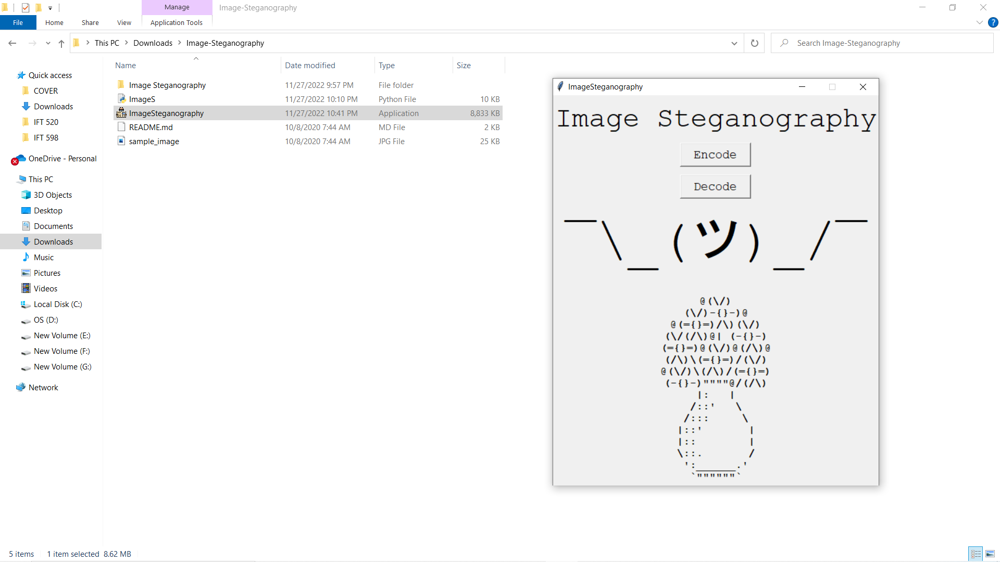 Manage
Image-Steganography
File
Home
Share
View
Application Tools
?
This PC
Downloads
Image-Steganography
Search Image-Steganography
Name
Date modified
Type
Size
Quick access
COVER
Downloads
IFT 520
IFT 598
OneDrive - Personal
This PC
3D Objects
Desktop
Documents
Downloads
Music
Pictures
Videos
Local Disk (C:)
OS (D:)
New Volume (E:)
New Volume (F:)
New Volume (G:)
Network
Image Steganography 11/27/2022 9:57 PM File folder
ImageS 11/27/2022 10:10 PM Python File 10 KB
ImageSteganography 11/27/2022 10:41 PM Application 8,833 KB
README.md 10/8/2020 7:44 AM MD File 2 KB
sample_image 10/8/2020 7:44 AM JPG File 25 KB
ImageSteganography
Image Steganography
Encode
Decode
¯\_(ツ)_/¯
@(\/)
(\/)-{}-)@
@(={}=)/\)(\/)
(\/(/\)@| (-{}-)
(={}=)@(\/)@(/\)@
(/\)\(={}=)/(\/)
@(\/)\(/\)/(={}=)
(-{}-)""""@/(/\)
|:   |
/::'   \
/:::     \
|::'       |
|::        |
\::.       /
':______.'
`""""""`
5 items
1 item selected 8.62 MB